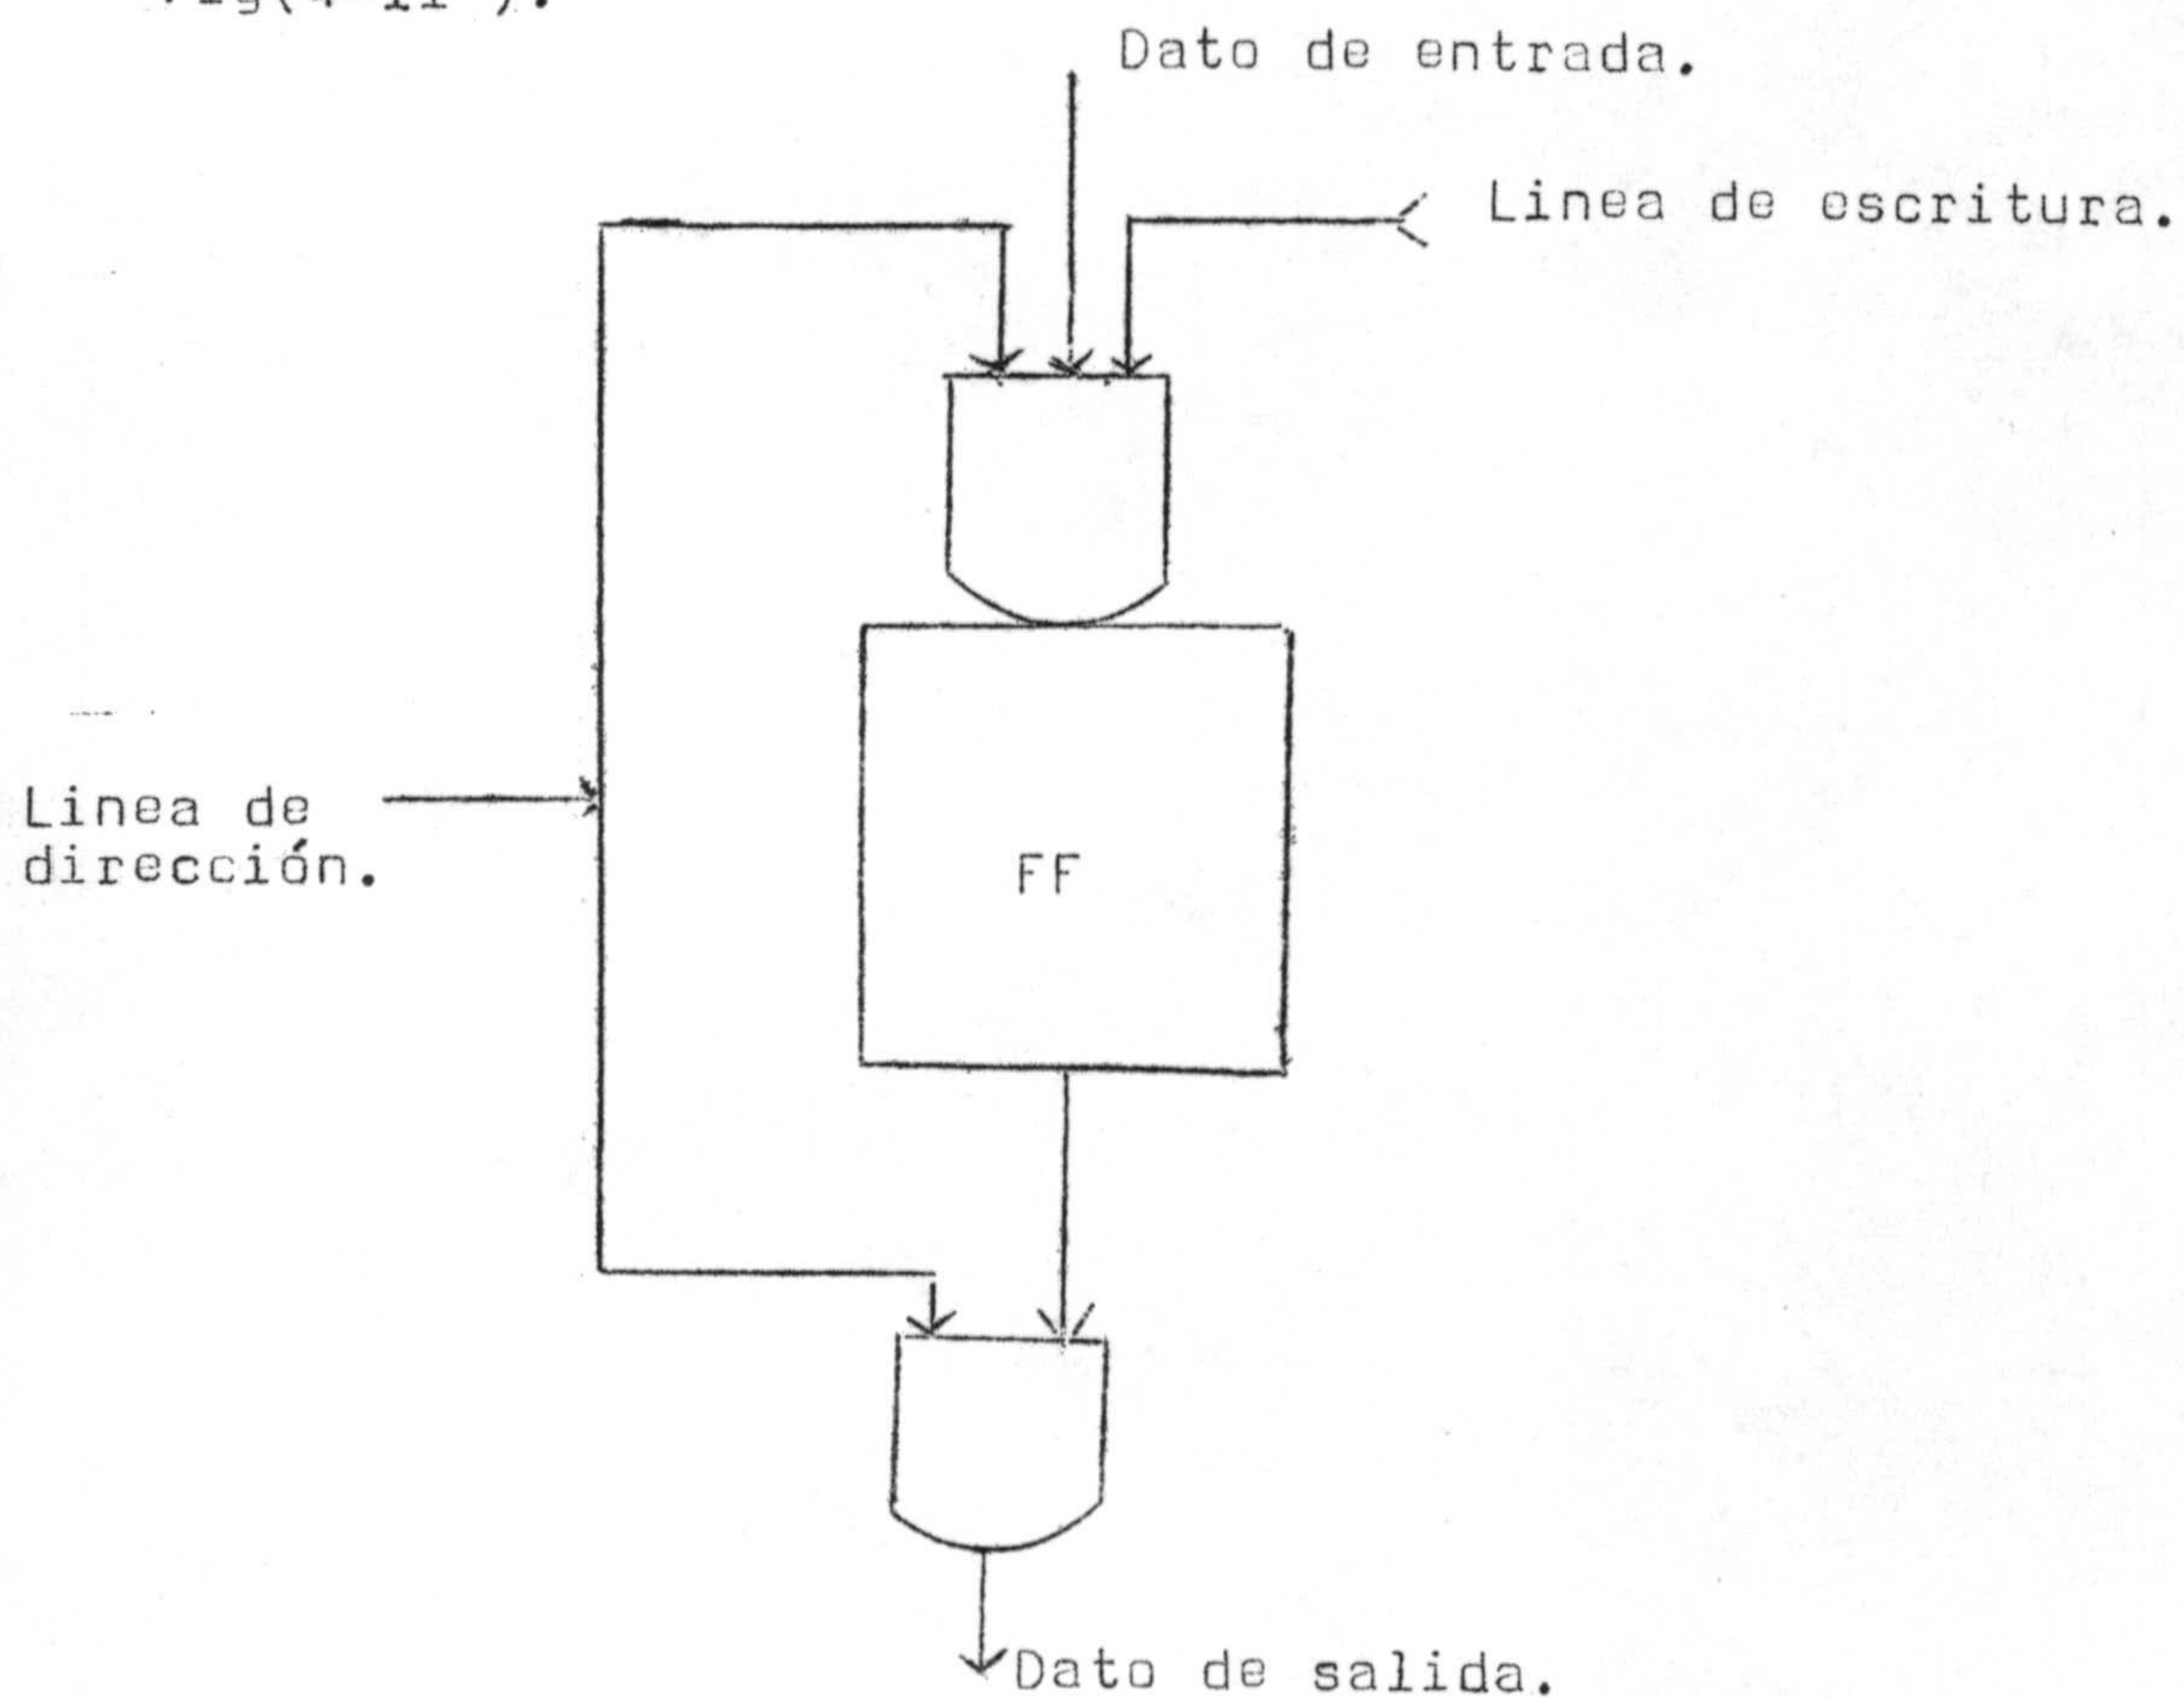 Dato de entrada.
Linea de escritura.
Linea de
dirección.
FF
Dato de salida.